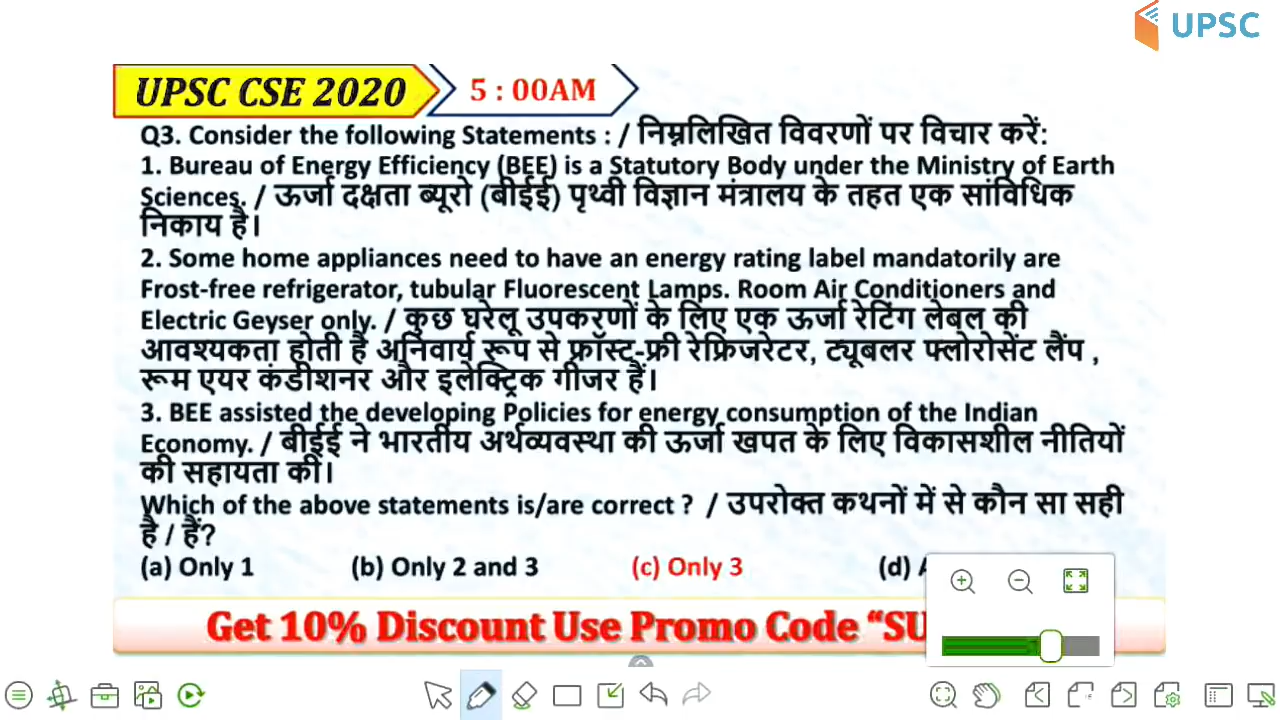 UPSC
UPSC CSE 2020
5 : 00AM
Q3. Consider the following Statements : / निम्नलिखित विवरणों पर विचार करें:
1. Bureau of Energy Efficiency (BEE) is a Statutory Body under the Ministry of Earth
Sciences. / ऊर्जा दक्षता ब्यूरो (बीईई) पृथ्वी विज्ञान मंत्रालय के तहत एक सांविधिक
निकाय है।
2. Some home appliances need to have an energy rating label mandatorily are
Frost-free refrigerator, tubular Fluorescent Lamps. Room Air Conditioners and
Electric Geyser only. / कुछ घरेलू उपकरणों के लिए एक ऊर्जा रेटिंग लेबल की
आवश्यकता होती है अनिवार्य रूप से फ्रॉस्ट-फ्री रेफ्रिजरेटर, ट्यूबलर फ्लोरोसेंट लैंप ,
रूम एयर कंडीशनर और इलेक्ट्रिक गीजर हैं।
3. BEE assisted the developing Policies for energy consumption of the Indian
Economy. / बीईई ने भारतीय अर्थव्यवस्था की ऊर्जा खपत के लिए विकासशील नीतियों
की सहायता की।
Which of the above statements is/are correct ? / उपरोक्त कथनों में से कौन सा सही
है / हैं?
(a) Only 1 (b) Only 2 and 3 (c) Only 3 (d)
Get 10% Discount Use Promo Code